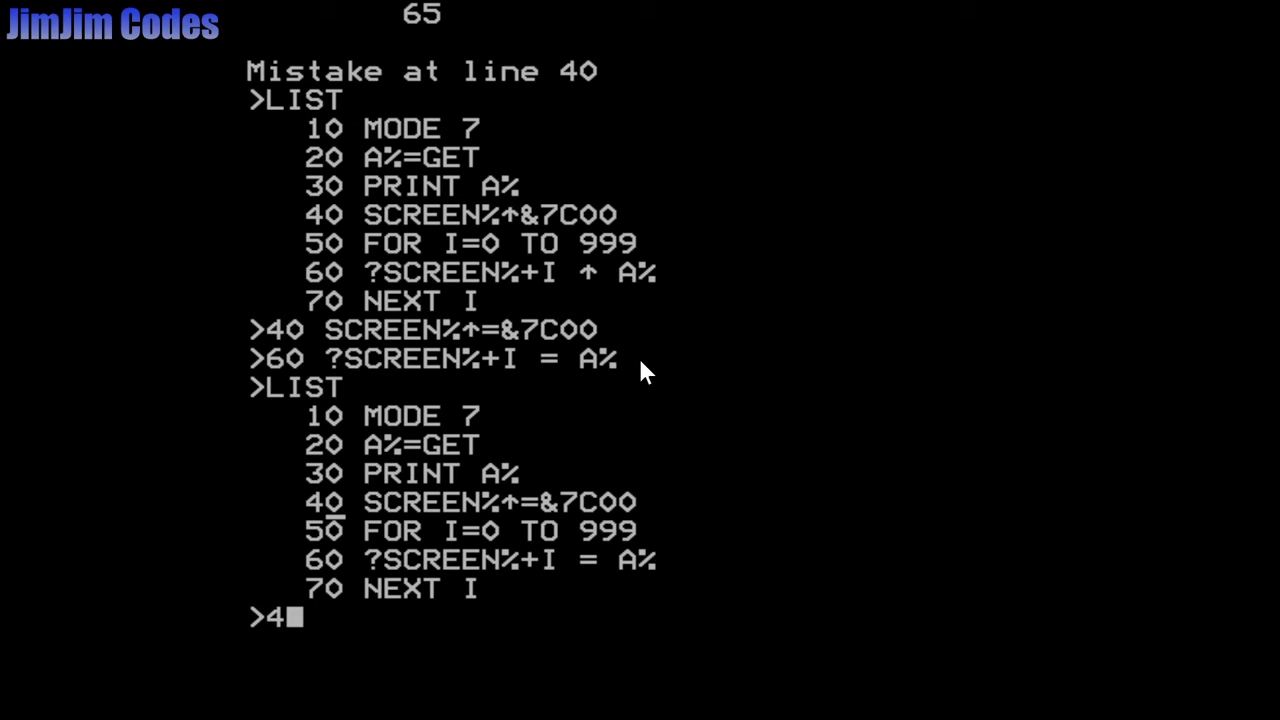 JimJim Codes
65
Mistake at line 40
>LIST
10 MODE 7
20 A%=GET
30 PRINT A%
40 SCREEN%↑&7C00
50 FOR I=0 TO 999
60 ?SCREEN%+I ↑ A%
70 NEXT I
>40 SCREEN%↑=&7C00
>60 ?SCREEN%+I = A%
>LIST
10 MODE 7
20 A%=GET
30 PRINT A%
40 SCREEN%↑=&7C00
50 FOR I=0 TO 999
60 ?SCREEN%+I = A%
70 NEXT I
>4